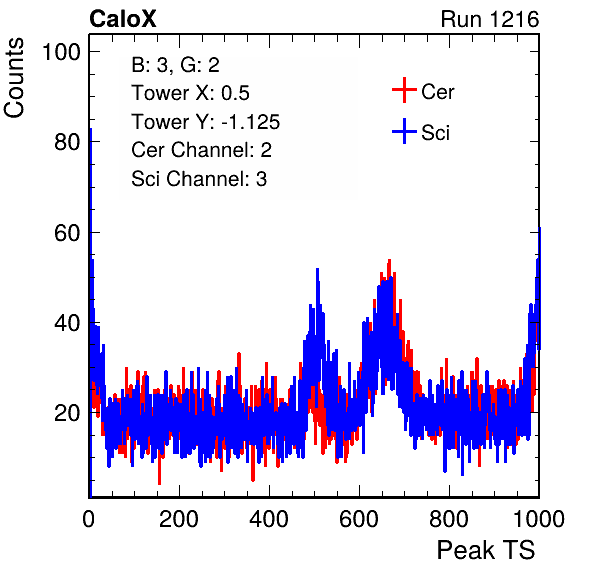 CaloX Run 1216
Counts
100
80
60
40
20
B: 3, G: 2
Tower X: 0.5
Tower Y: -1.125
Cer Channel: 2
Sci Channel: 3
Cer
Sci
0 200 400 600 800 1000
Peak TS